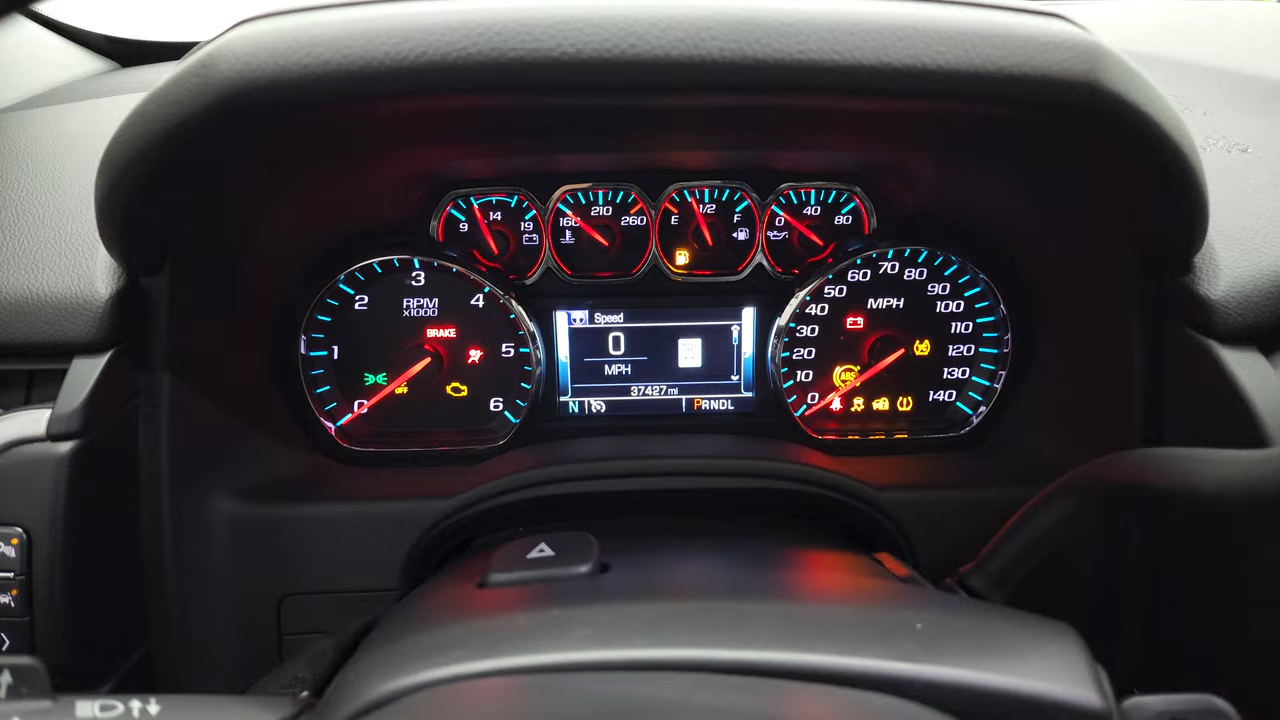 9 14 19
160 210 260
E 1/2 F
0 40 80
0 1 2 3 4 5 6
RPM
X1000
BRAKE
OFF
Speed
0
MPH
37427 mi
N
PRNDL
0 10 20 30 40 50 60 70 80 90 100 110 120 130 140
MPH
ABS